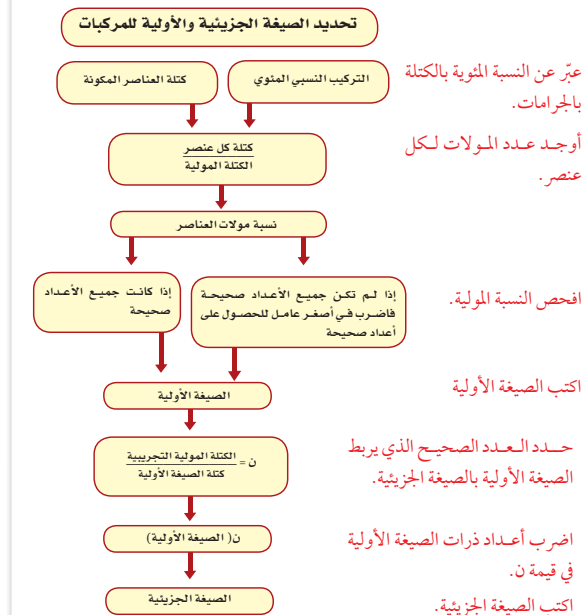 تحديد الصيغة الجزيئية والأولية للمركبات
عبّر عن النسبة المئوية بالكتلة
بالجرامات.
التركيب النسبي المئوي
كتلة العناصر المكونة
أوجد عدد المولات لكل
عنصر.
كتلة كل عنصر
الكتلة المولية
نسبة مولات العناصر
افحص النسبة المولية.
إذا لم تكن جميع الأعداد صحيحة
فاضرب في أصغر عامل للحصول على
أعداد صحيحة
إذا كانت جميع الأعداد
صحيحة
اكتب الصيغة الأولية
الصيغة الأولية
حدد العدد الصحيح الذي يربط
الصيغة الأولية بالصيغة الجزيئية.
ن = الكتلة المولية التجريبية
كتلة الصيغة الأولية
اضرب أعداد ذرات الصيغة الأولية
في قيمة ن.
ن( الصيغة الأولية)
اكتب الصيغة الجزيئية.
الصيغة الجزيئية